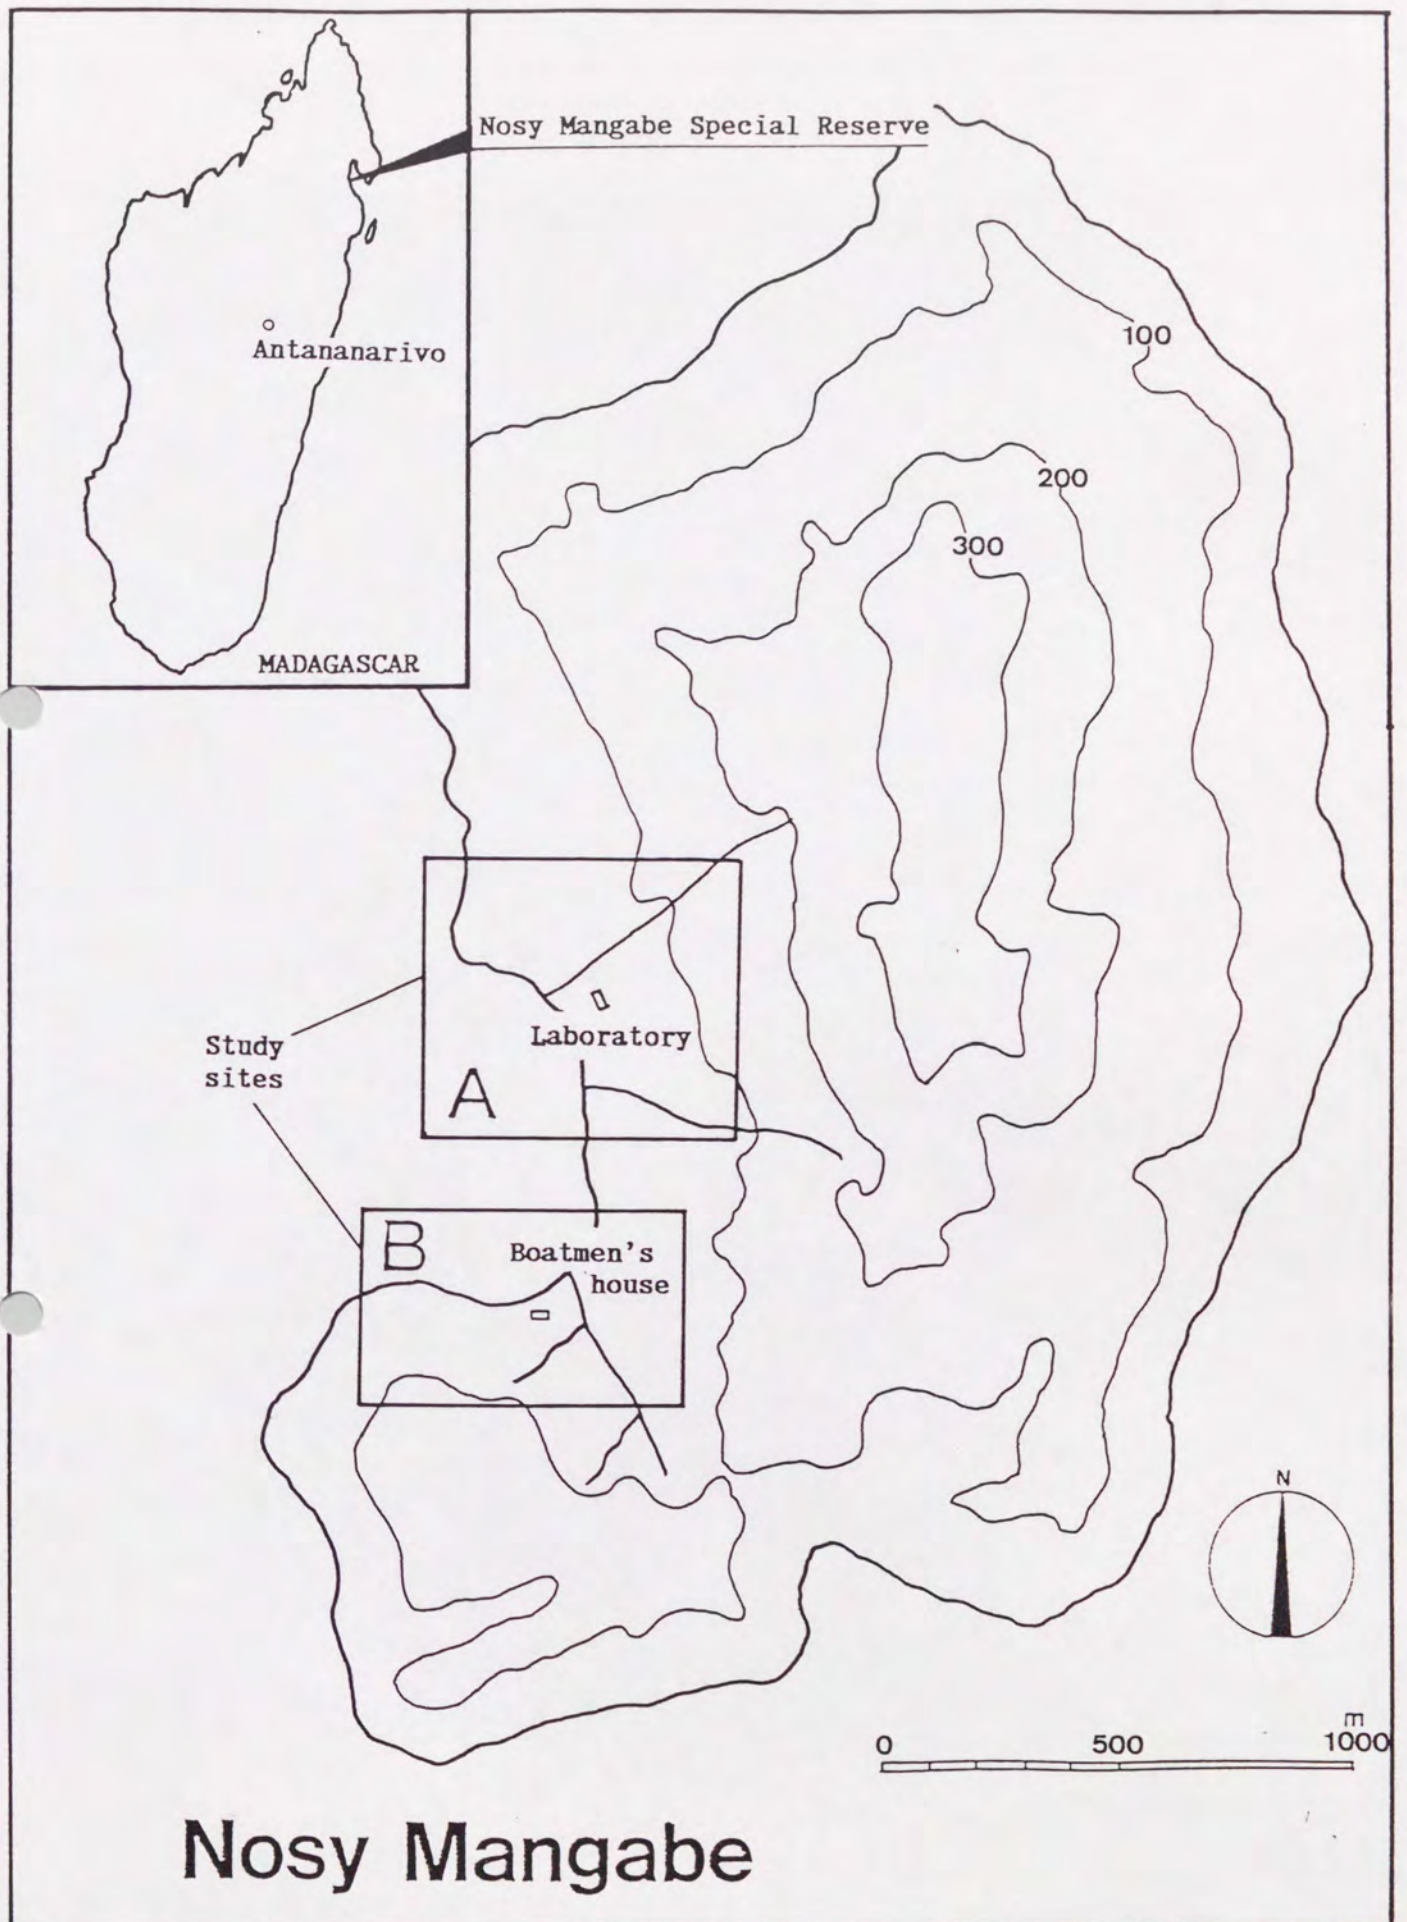 Nosy Mangabe Special Reserve
Antananarivo
MADAGASCAR
100
200
300
Study
sites
Laboratory
A
B
Boatmen's
house
N
m
0 500 1000
Nosy Mangabe